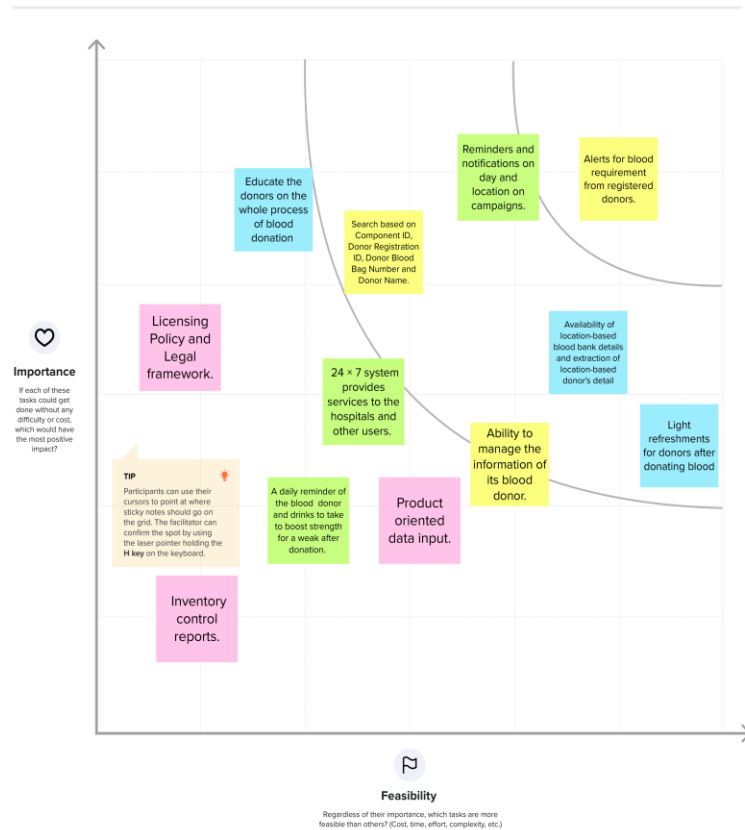 Reminders and
notifications on
day and
location on
campaigns.
Alerts for blood
requirement
from registered
donors.
Educate the
donors on the
whole process
of blood
donation
Search based on
Component ID,
Donor Registration
ID, Donor Blood
Bag Number and
Donor Name.
Licensing
Policy and
Legal
framework.
Availability of
location-based
blood bank details
and extraction of
location-based
donor's detail
Importance
If each of these
tasks could get
done without any
difficulty or cost,
which would have
the most positive
impact?
24 × 7 system
provides
services to the
hospitals and
other users.
Light
refreshments
for donors after
donating blood
Ability to
manage the
information of
its blood
donor.
TIP
Participants can use their
cursors to point at where
sticky notes should go on
the grid. The facilitator can
confirm the spot by using
the laser pointer holding the
H key on the keyboard.
A daily reminder of
the blood donor
and drinks to take
to boost strength
for a weak after
donation.
Product
oriented
data input.
Inventory
control
reports.
Feasibility
Regardless of their importance, which tasks are more
feasible than others? (Cost, time, effort, complexity, etc.)